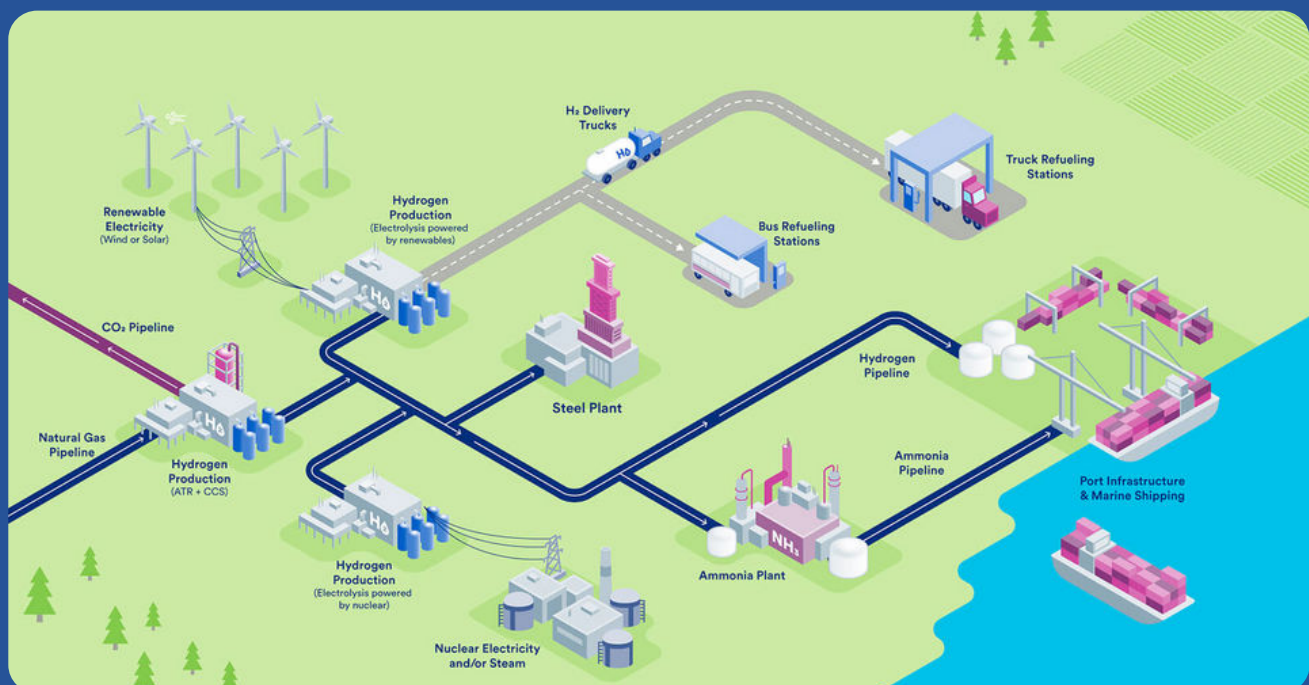 H₂ Delivery
Trucks
H₂
Truck Refueling
Stations
Renewable
Electricity
(Wind or Solar)
Hydrogen
Production
(Electrolysis powered
by renewables)
Bus Refueling
Stations
H₂
CO₂ Pipeline
Hydrogen
Pipeline
Steel Plant
H₂
Natural Gas
Pipeline
Hydrogen
Production
(ATR + CCS)
Ammonia
Pipeline
Port Infrastructure
& Marine Shipping
H₂
NH₃
Hydrogen
Production
(Electrolysis powered
by nuclear)
Ammonia Plant
Nuclear Electricity
and/or Steam